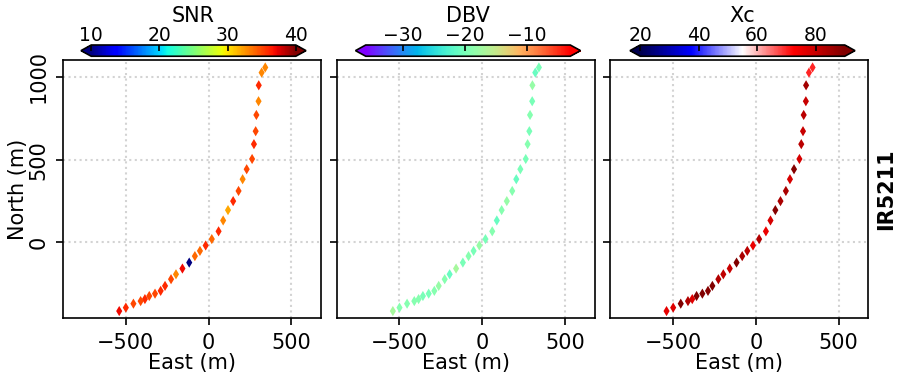 SNR DBV Xc
10 20 30 40 −30 −20 −10 20 40 60 80
1000
500
0
North (m)
IR5211
−500 0 500 −500 0 500 −500 0 500
East (m) East (m) East (m)